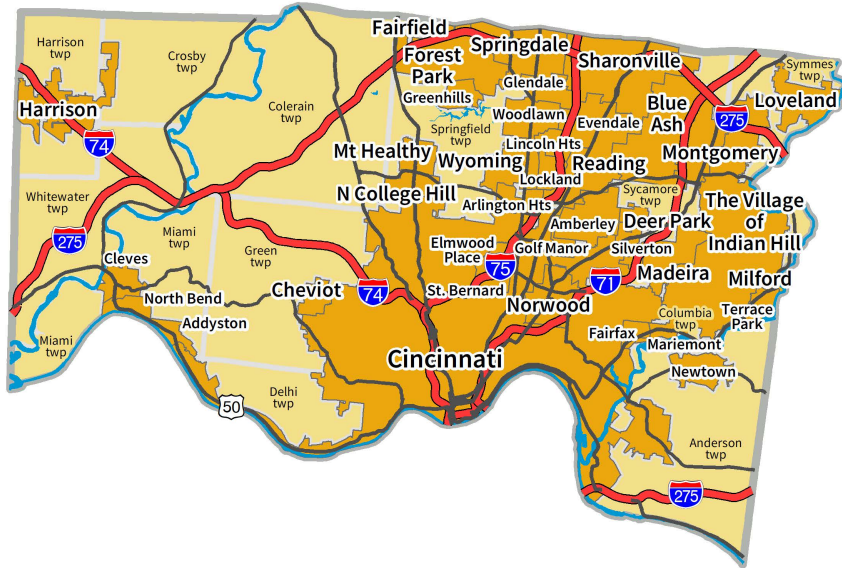 Fairfield
Harrison
twp
Crosby
twp
Forest
Park
Springdale
Sharonville
Symmes
twp
Glendale
Greenhills
Harrison
Colerain
twp
Woodlawn
Blue
Ash
Loveland
275
Springfield
twp
Evendale
74
Mt Healthy
Wyoming
Lincoln Hts
Reading
Montgomery
Lockland
Whitewater
twp
N College Hill
Sycamore
twp
The Village
of
Indian Hill
Arlington Hts
Amberley
Deer Park
Miami
twp
275
Green
twp
Elmwood
Place
Golf Manor
Silverton
Cleves
75
Madeira
Milford
North Bend
Cheviot
74
St. Bernard
71
Norwood
Addyston
Columbia
twp
Terrace
Park
Miami
twp
Fairfax
Mariemont
Cincinnati
Newtown
Delhi
twp
50
Anderson
twp
275